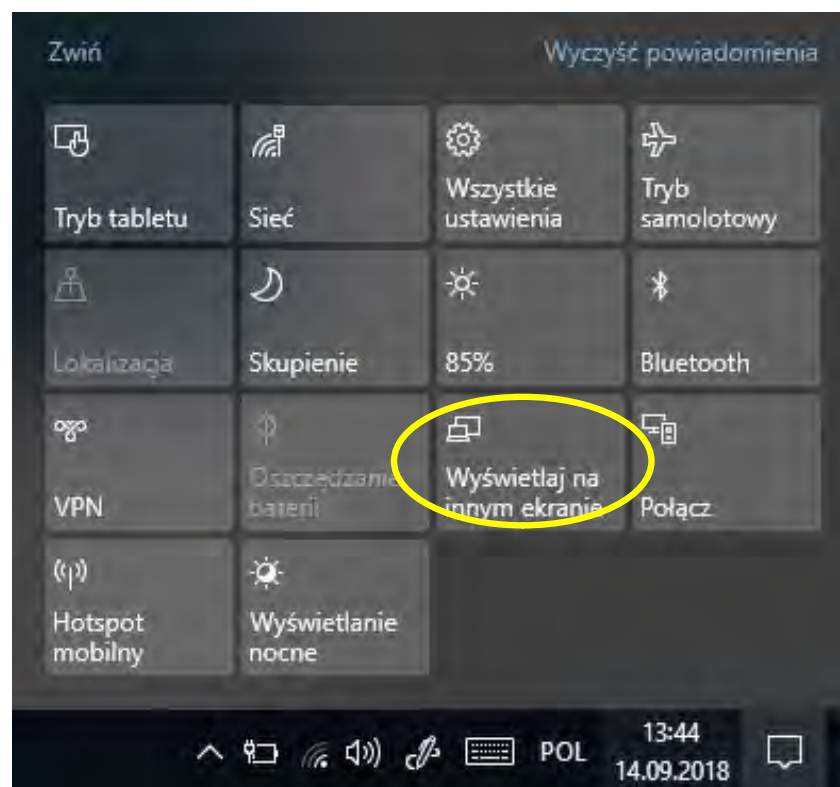 Zwiń
Wyczyść powiadomienia
Tryb tabletu
Sieć
Wszystkie
ustawienia
Tryb
samolotowy
Lokalizacja
Skupienie
85%
Bluetooth
VPN
Oszczędzanie
baterii
Wyświetlaj na
innym ekranie
Połącz
Hotspot
mobilny
Wyświetlanie
nocne
POL
13:44
14.09.2018